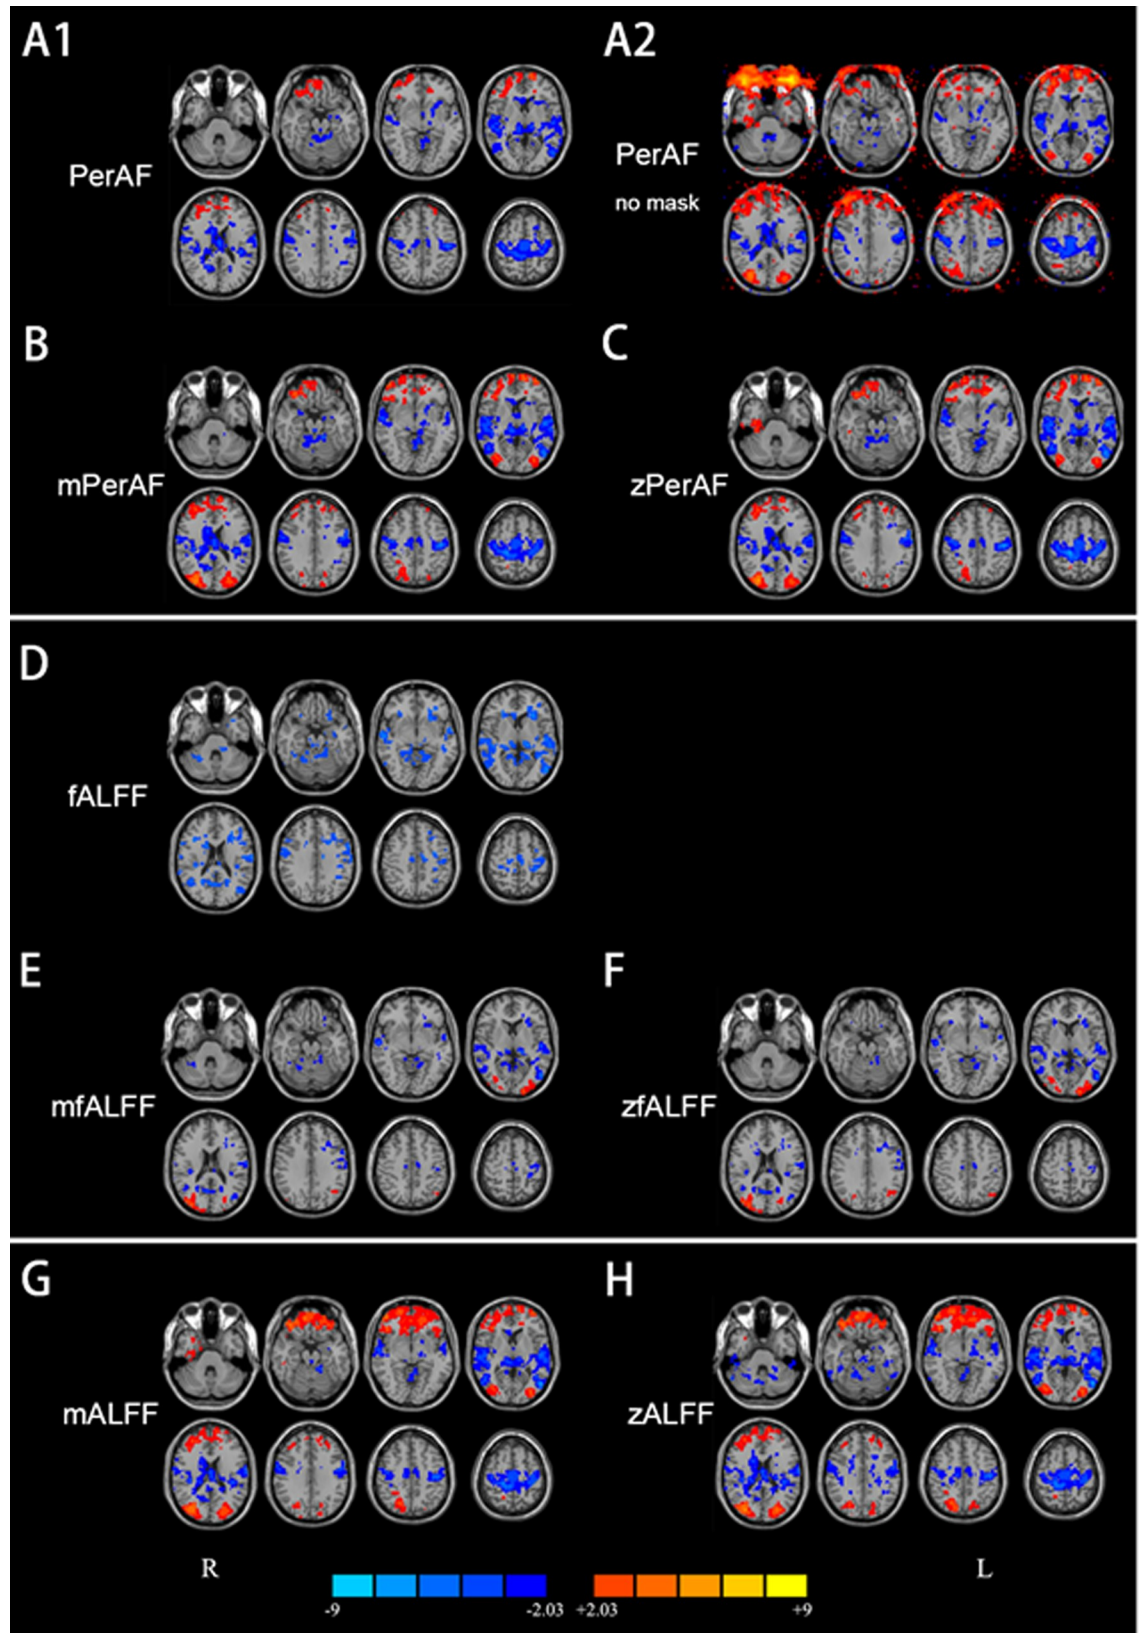 A1
A2
PerAF
PerAF
no mask
B
C
mPerAF
zPerAF
D
fALFF
E
F
mfALFF
zfALFF
G
H
mALFF
zALFF
R
L
-9
-2.03
+2.03
+9